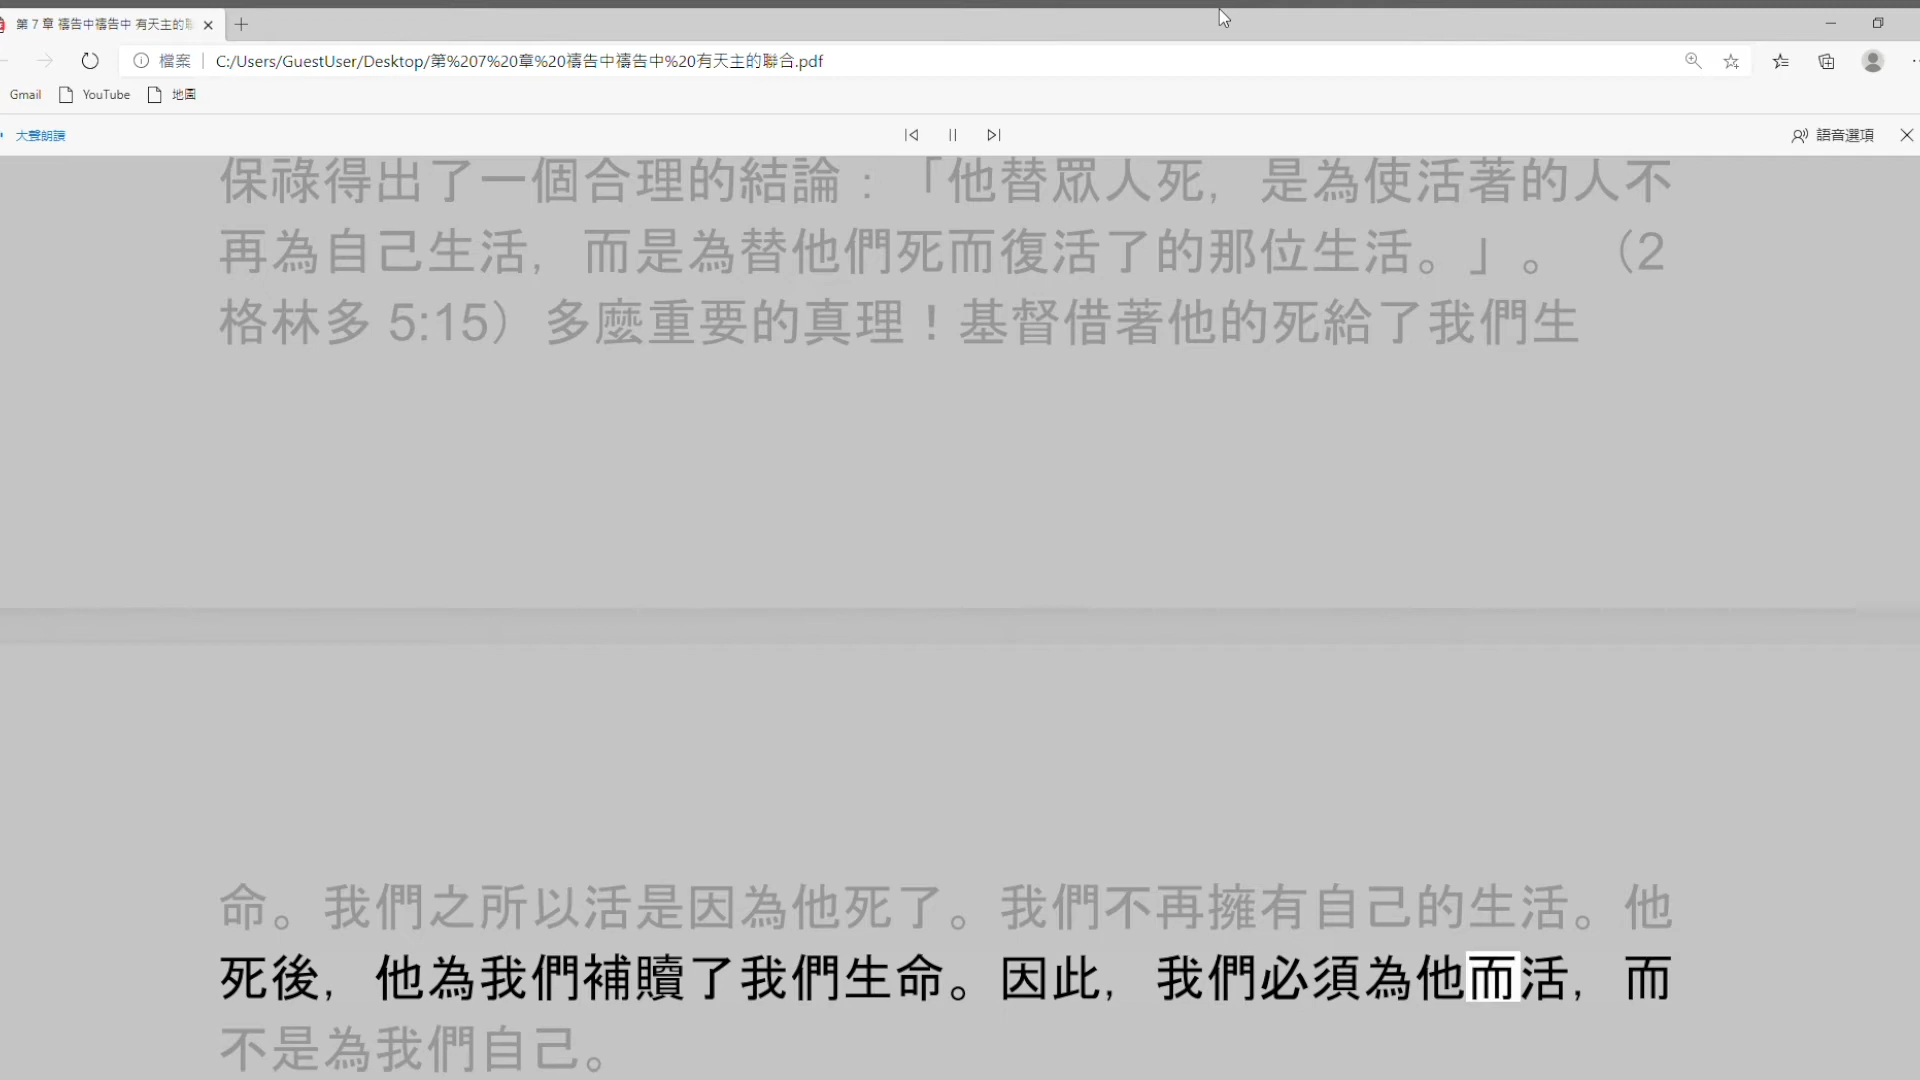 第 7 章 禱告中禱告中 有天主的聯
檔案
C:/Users/GuestUser/Desktop/第%207%20章%20禱告中禱告中%20有天主的聯合.pdf
Gmail YouTube 地圖
大聲朗讀
語音選項
保祿得出了一個合理的結論：「他替眾人死，是為使活著的人不
再為自己生活，而是為替他們死而復活了的那位生活。」。（2
格林多 5:15）多麼重要的真理！基督借著他的死給了我們生
命。我們之所以活是因為他死了。我們不再擁有自己的生活。他
死後，他為我們補贖了我們生命。因此，我們必須為他而活，而
不是為我們自己。